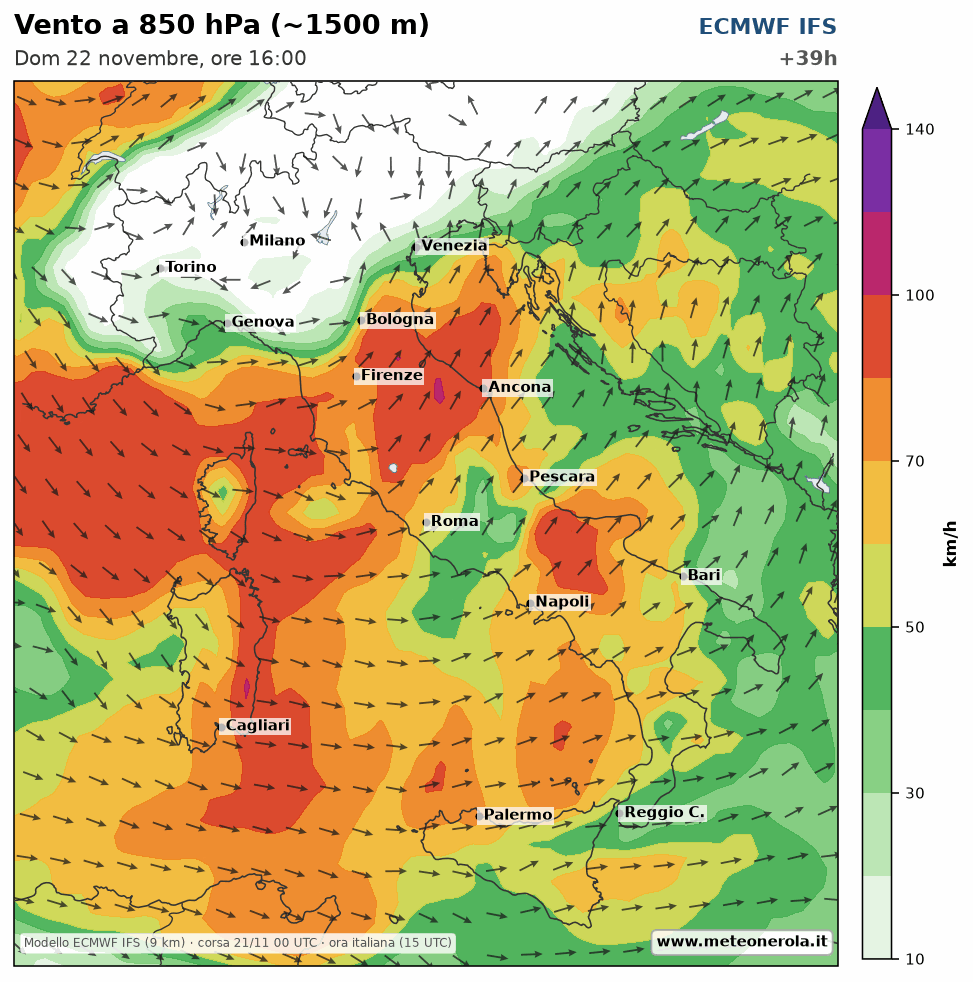 Vento a 850 hPa (~1500 m)
ECMWF IFS
Dom 22 novembre, ore 16:00
+39h
140
100
70
50
30
10
km/h
Milano
Venezia
Torino
Genova
Bologna
Firenze
Ancona
Pescara
Roma
Bari
Napoli
Cagliari
Palermo
Reggio C.
Modello ECMWF IFS (9 km) · corsa 21/11 00 UTC · ora italiana (15 UTC)
www.meteonerola.it